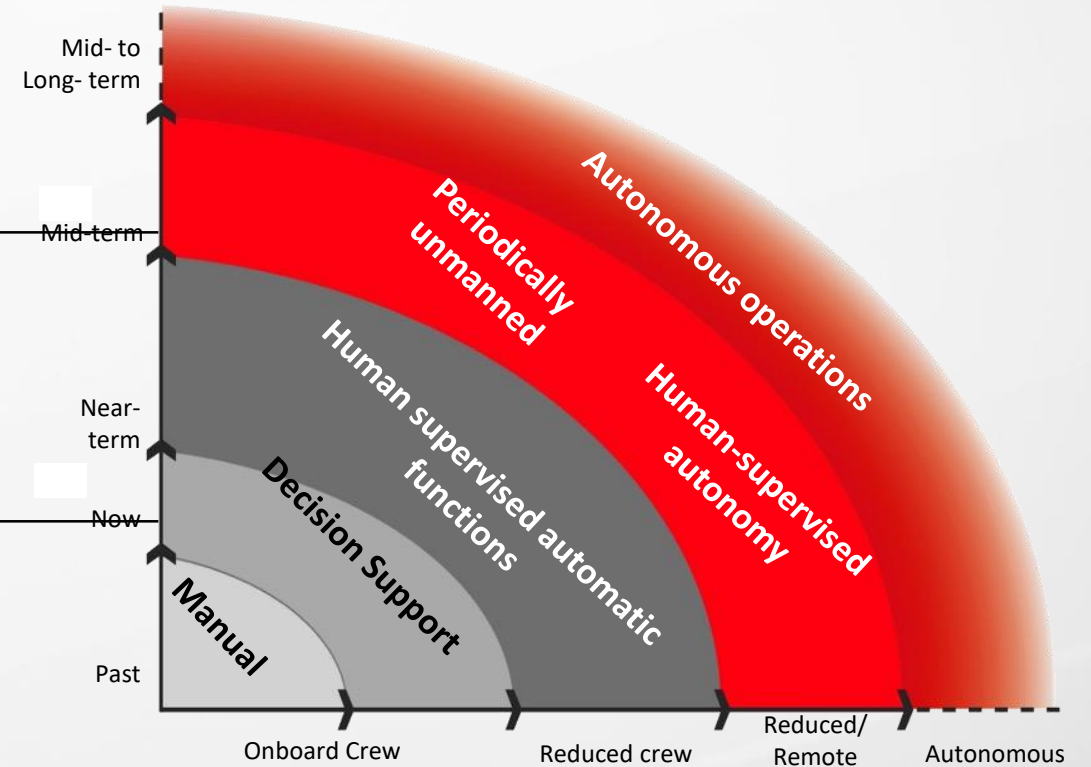 Mid- to
Long- term
Mid-term
Near-
term
Now
Past
Autonomous operations
Periodically
unmanned
Human-supervised
autonomy
Human supervised automatic
functions
Decision Support
Manual
Onboard Crew
Reduced crew
Reduced/
Remote
Autonomous